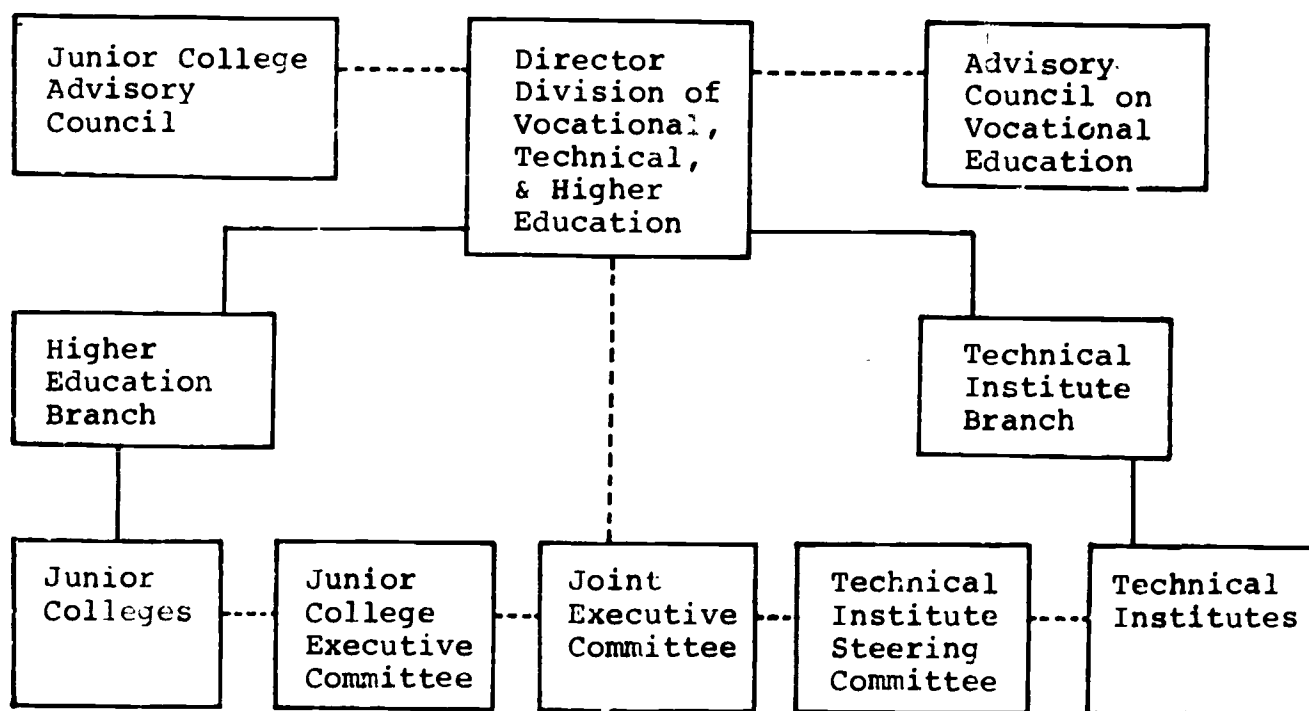 Junior College
Advisory
Council
Director
Division of
Vocational,
Technical,
& Higher
Education
Advisory
Council on
Vocational
Education
Higher
Education
Branch
Technical
Institute
Branch
Junior
Colleges
Junior
College
Executive
Committee
Joint
Executive
Committee
Technical
Institute
Steering
Committee
Technical
Institutes